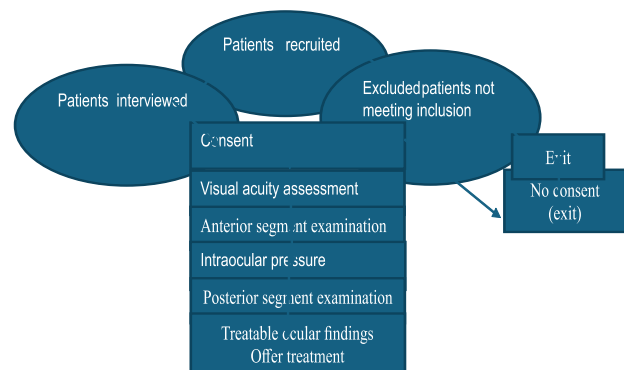 Patients recruited
Patients interviewed
Excluded patients not
meeting inclusion
Consent
Exit
No consent
(exit)
Visual acuity assessment
Anterior segment examination
Intraocular pressure
Posterior segment examination
Treatable ocular findings
Offer treatment